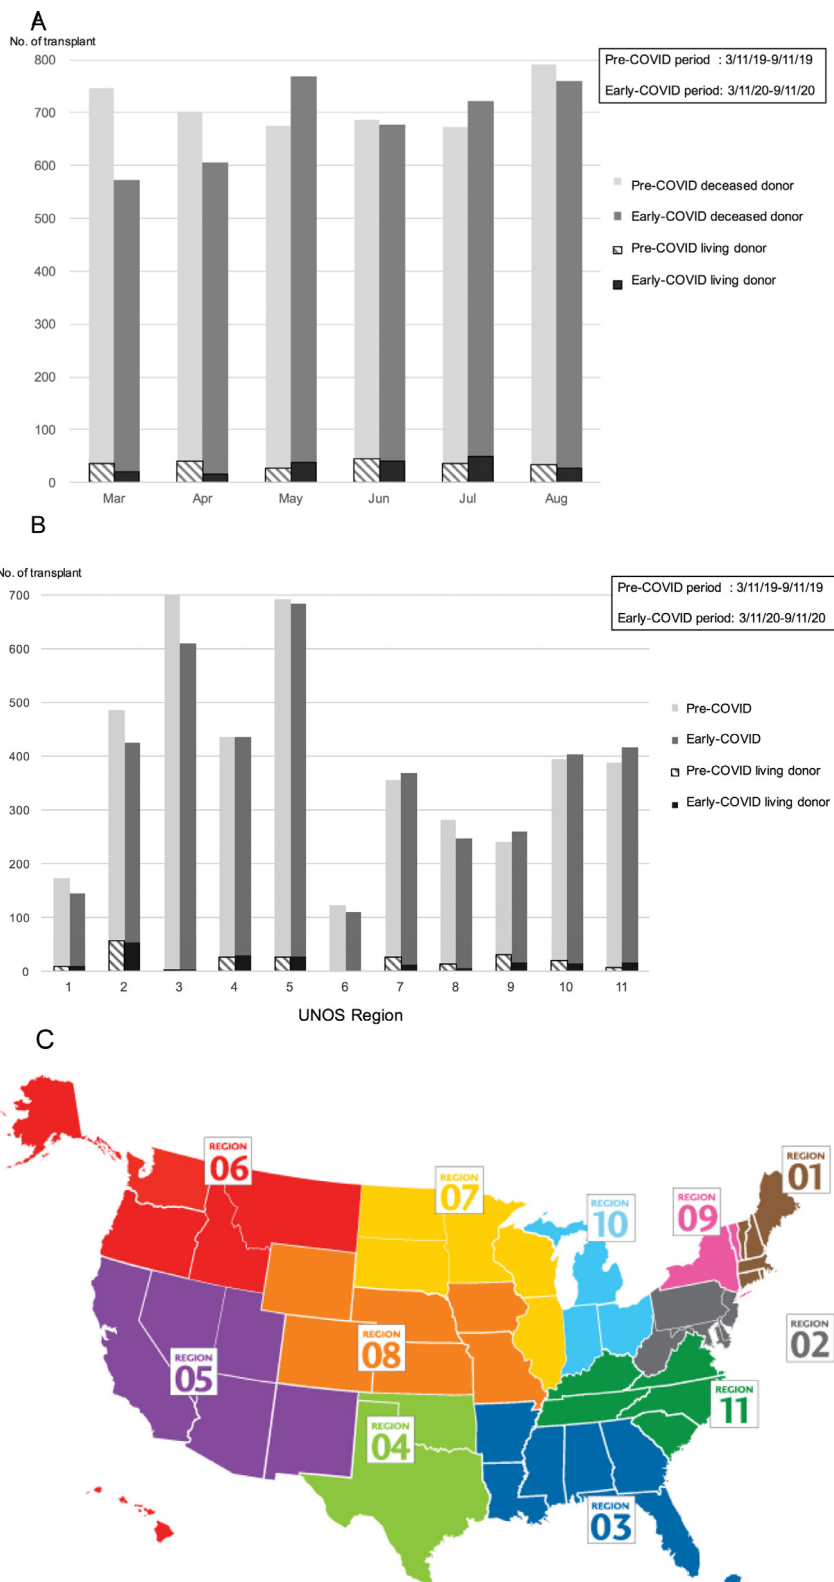 A
No. of transplant
Pre-COVID period : 3/11/19-9/11/19
Early-COVID period: 3/11/20-9/11/20
800
700
600
500
400
300
200
100
0
Mar Apr May Jun Jul Aug
Pre-COVID deceased donor
Early-COVID deceased donor
Pre-COVID living donor
Early-COVID living donor
B
No. of transplant
Pre-COVID period : 3/11/19-9/11/19
Early-COVID period: 3/11/20-9/11/20
700
600
500
400
300
200
100
0
1 2 3 4 5 6 7 8 9 10 11
UNOS Region
Pre-COVID
Early-COVID
Pre-COVID living donor
Early-COVID living donor
C
REGION
06
REGION
07
REGION
10
REGION
09
REGION
01
REGION
02
REGION
05
REGION
08
REGION
04
REGION
11
REGION
03